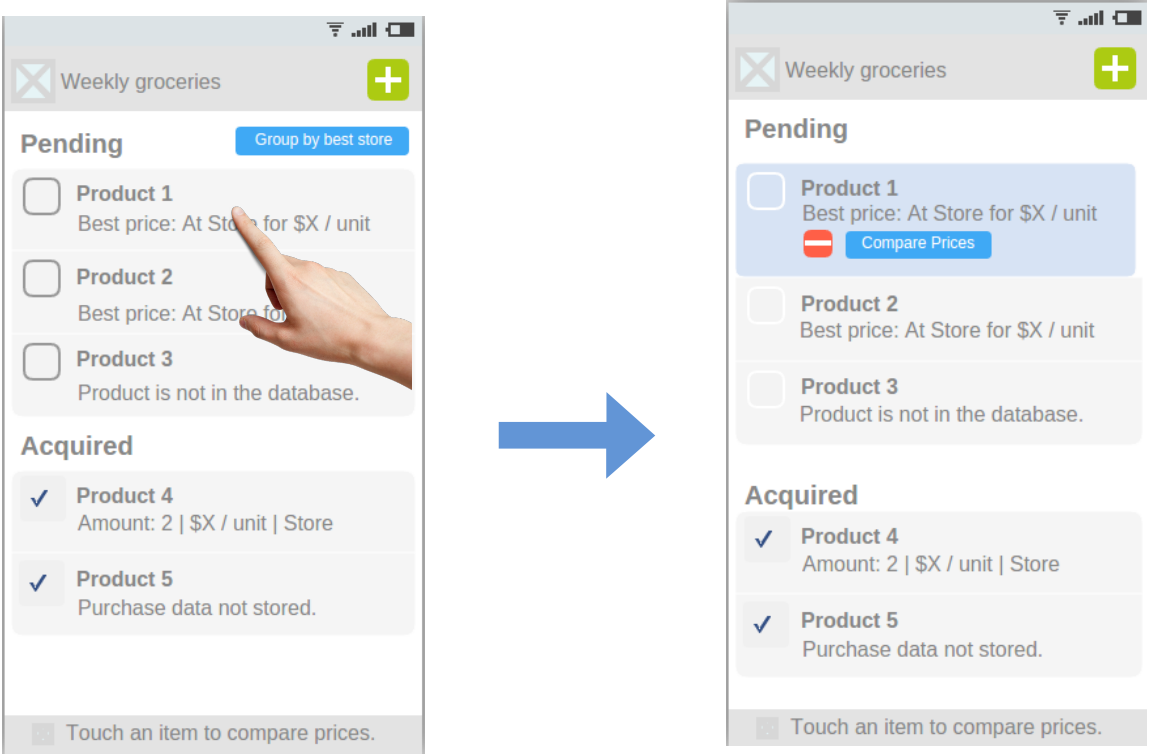 Weekly groceries
Pending
Group by best store
Product 1
Best price: At Store for $X / unit
Product 2
Best price: At Store for
Product 3
Product is not in the database.
Acquired
Product 4
Amount: 2 | $X / unit | Store
Product 5
Purchase data not stored.
Touch an item to compare prices.
Weekly groceries
Pending
Product 1
Best price: At Store for $X / unit
Compare Prices
Product 2
Best price: At Store for $X / unit
Product 3
Product is not in the database.
Acquired
Product 4
Amount: 2 | $X / unit | Store
Product 5
Purchase data not stored.
Touch an item to compare prices.